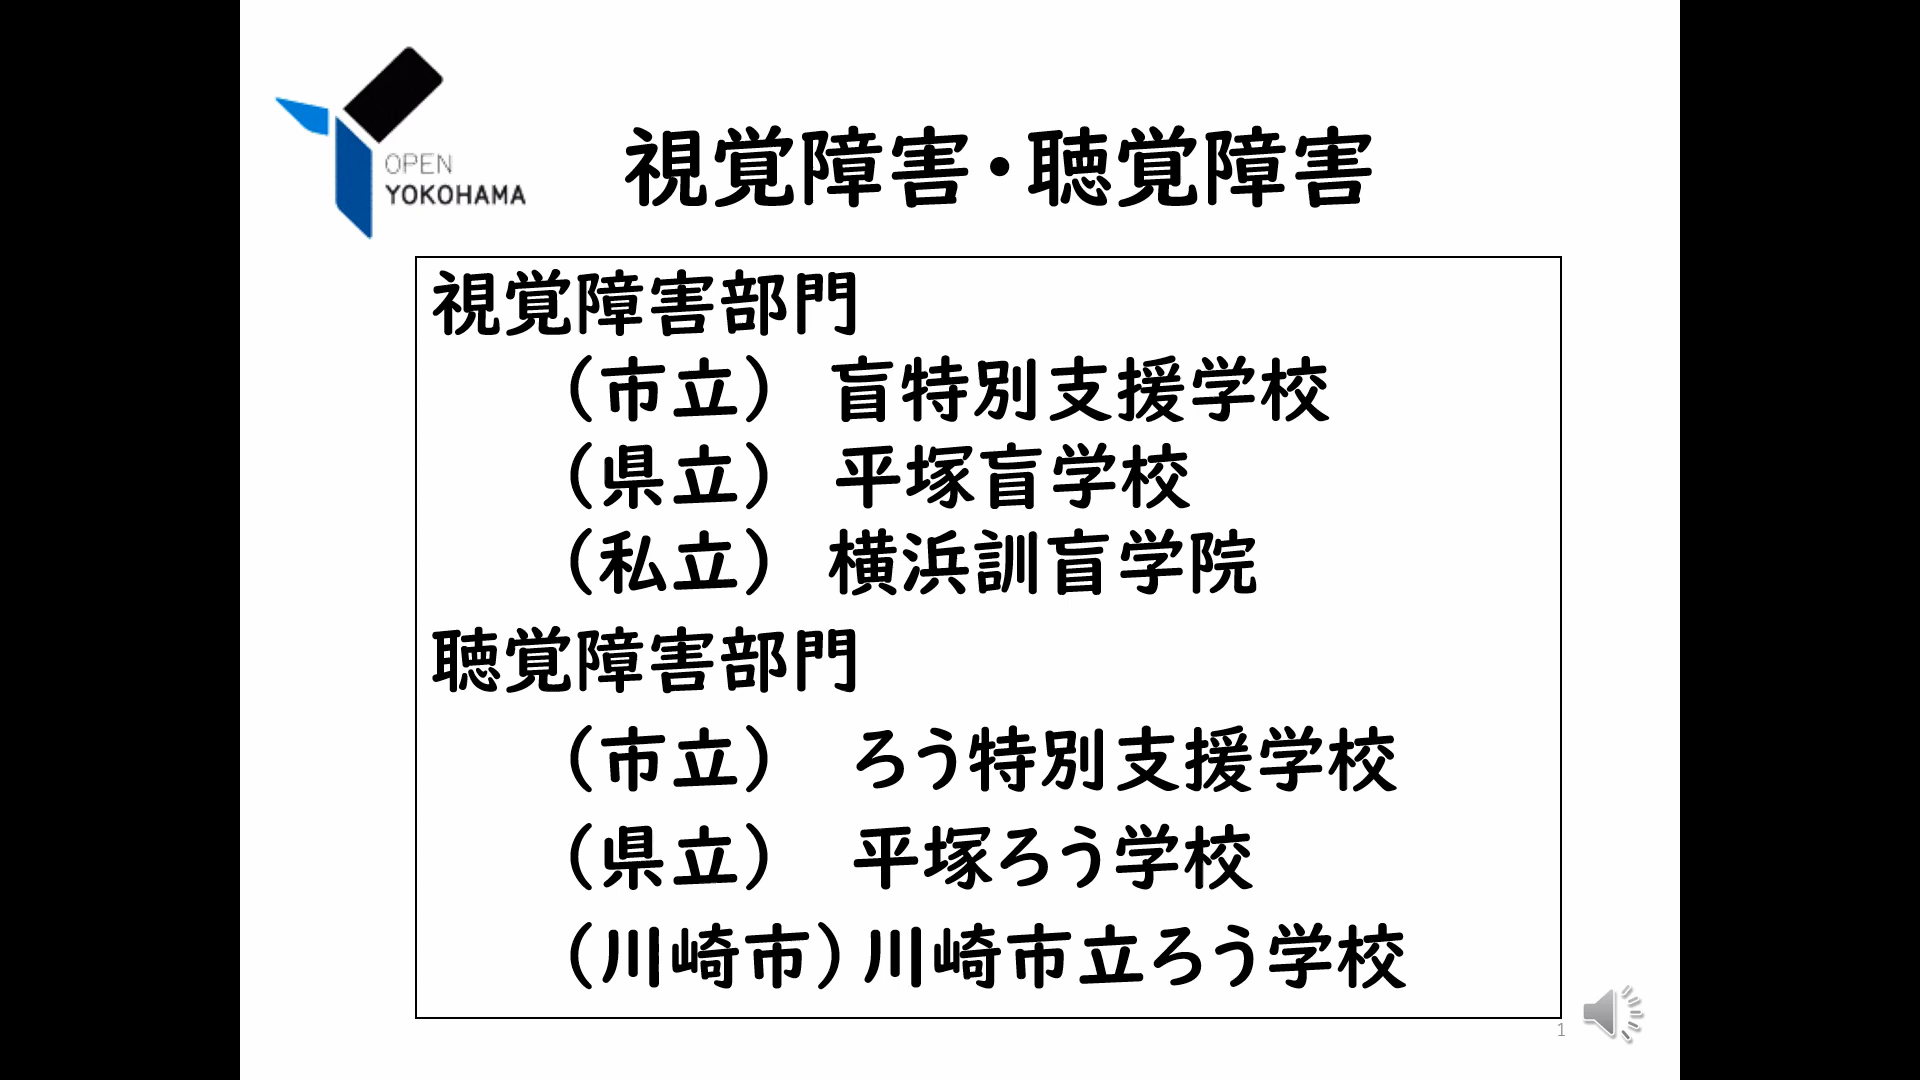 OPEN
YOKOHAMA
視覚障害・聴覚障害
視覚障害部門
（市立） 盲特別支援学校
（県立） 平塚盲学校
（私立） 横浜訓盲学院
聴覚障害部門
（市立） ろう特別支援学校
（県立） 平塚ろう学校
（川崎市）川崎市立ろう学校
1